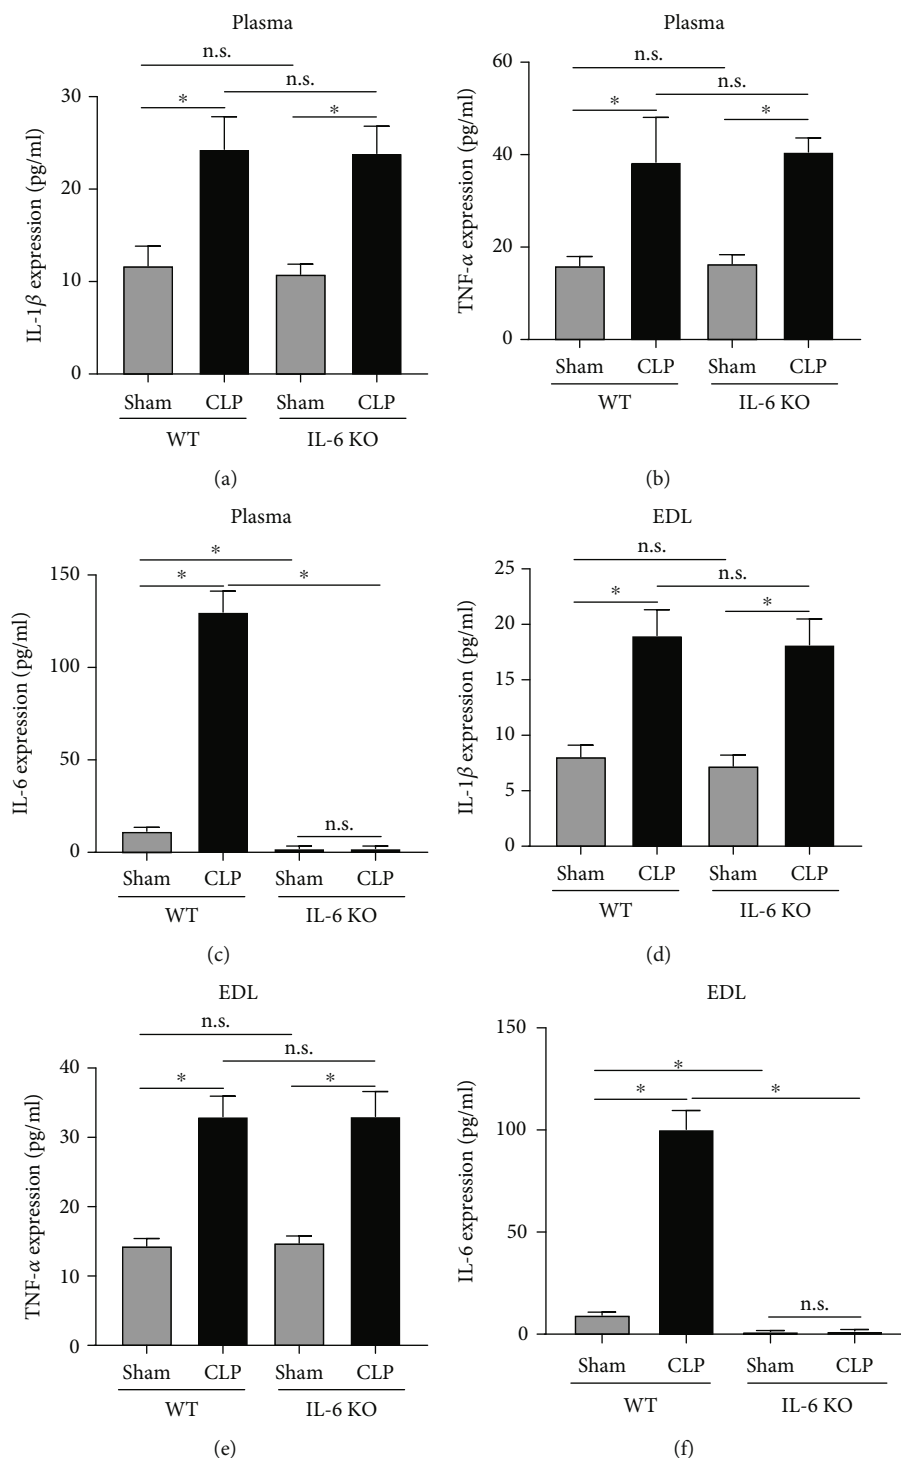 Plasma
n.s.
n.s.
*
*
IL-1β expression (pg/ml)
30
20
10
0
Sham CLP Sham CLP
WT IL-6 KO
(a)
Plasma
n.s.
n.s.
*
*
TNF-α expression (pg/ml)
60
40
20
0
Sham CLP Sham CLP
WT IL-6 KO
(b)
Plasma
*
*
*
n.s.
IL-6 expression (pg/ml)
150
100
50
0
Sham CLP Sham CLP
WT IL-6 KO
(c)
EDL
n.s.
n.s.
*
*
IL-1β expression (pg/ml)
25
20
15
10
5
0
Sham CLP Sham CLP
WT IL-6 KO
(d)
EDL
n.s.
n.s.
*
*
TNF-α expression (pg/ml)
40
30
20
10
0
Sham CLP Sham CLP
WT IL-6 KO
(e)
EDL
*
*
*
n.s.
IL-6 expression (pg/ml)
150
100
50
0
Sham CLP Sham CLP
WT IL-6 KO
(f)